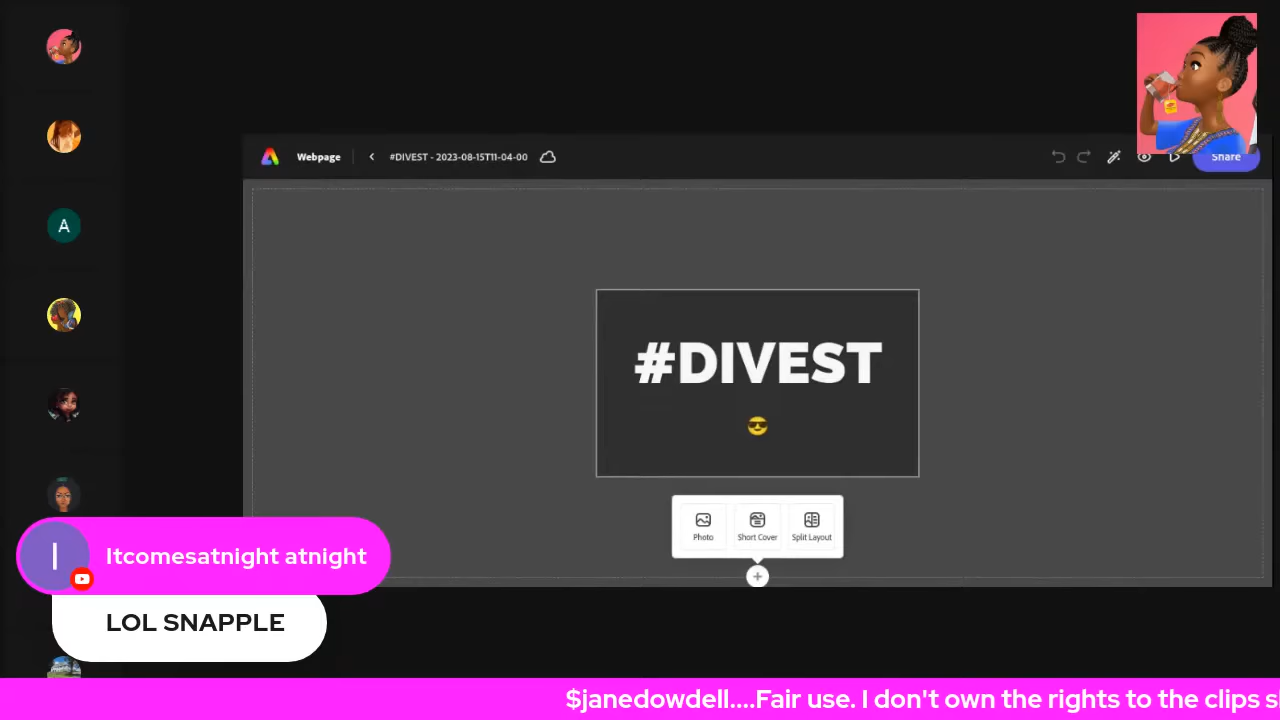 Webpage
#DIVEST - 2023-08-15T11-04-00
Share
A
#DIVEST
😎
Photo
Short Cover
Split Layout
I
Itcomesatnight atnight
LOL SNAPPLE
$janedowdell....Fair use. I don't own the rights to the clips